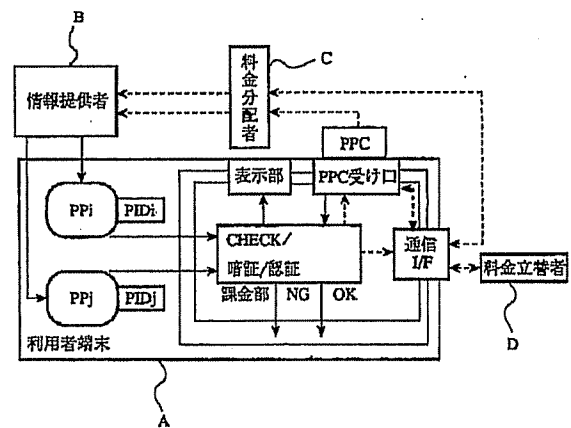 B
情報提供者
料金分配者
C
PPC
表示部
PPC受け口
PPi
PIDi
CHECK/
暗証/認証
通信
I/F
料金立替者
PPj
PIDj
課金部
NG
OK
利用者端末
D
A